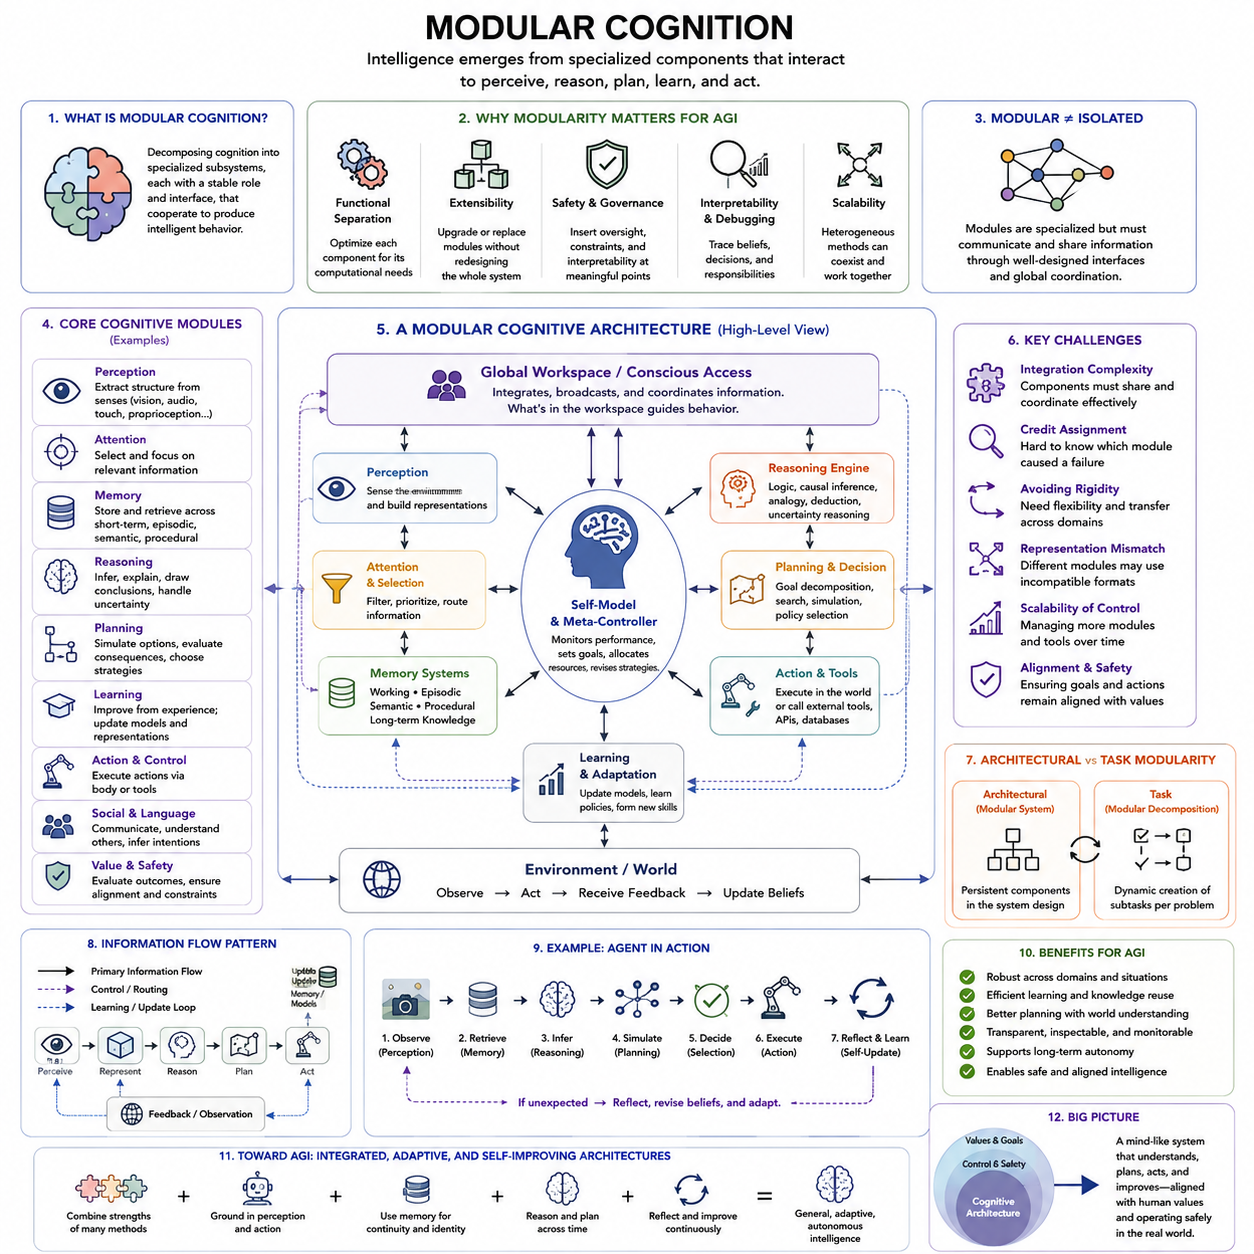 MODULAR COGNITION
Intelligence emerges from specialized components that interact
to perceive, reason, plan, learn, and act.
1. WHAT IS MODULAR COGNITION?
Decomposing cognition into
specialized subsystems,
each with a stable role
and interface, that
cooperate to produce
intelligent behavior.
2. WHY MODULARITY MATTERS FOR AGI
Functional
Separation
Optimize each
component for its
computational needs
Extensibility
Upgrade or replace
modules without
redesigning
the whole system
Safety & Governance
Insert oversight,
constraints, and
interpretability at
meaningful points
Interpretability
& Debugging
Trace beliefs,
decisions, and
responsibilities
Scalability
Heterogeneous
methods can
coexist and
work together
3. MODULAR ≠ ISOLATED
Modules are specialized but must
communicate and share information
through well-designed interfaces
and global coordination.
4. CORE COGNITIVE MODULES
(Examples)
Perception
Extract structure from
senses (vision, audio,
touch, proprioception...)
Attention
Select and focus on
relevant information
Memory
Store and retrieve across
short-term, episodic,
semantic, procedural
Reasoning
Infer, explain, draw
conclusions, handle
uncertainty
Planning
Simulate options, evaluate
consequences, choose
strategies
Learning
Improve from experience;
update models and
representations
Action & Control
Execute actions via
body or tools
Social & Language
Communicate, understand
others, infer intentions
Value & Safety
Evaluate outcomes, ensure
alignment and constraints
5. A MODULAR COGNITIVE ARCHITECTURE (High-Level View)
Global Workspace / Conscious Access
Integrates, broadcasts, and coordinates information.
What's in the workspace guides behavior.
Perception
Sense the
and build representations
Attention
& Selection
Filter, prioritize, route
information
Memory Systems
Working • Episodic
Semantic • Procedural
Long-term Knowledge
Self-Model
& Meta-Controller
Monitors performance,
sets goals, allocates
resources, revises strategies.
Reasoning Engine
Logic, causal inference,
analogy, deduction,
uncertainty reasoning
Planning & Decision
Goal decomposition,
search, simulation,
policy selection
Action & Tools
Execute in the world
or call external tools,
APIs, databases
Learning
& Adaptation
Update models, learn
policies, form new skills
Environment / World
Observe → Act → Receive Feedback → Update Beliefs
6. KEY CHALLENGES
Integration Complexity
Components must share and
coordinate effectively
Credit Assignment
Hard to know which module
caused a failure
Avoiding Rigidity
Need flexibility and transfer
across domains
Representation Mismatch
Different modules may use
incompatible formats
Scalability of Control
Managing more modules
and tools over time
Alignment & Safety
Ensuring goals and actions
remain aligned with values
7. ARCHITECTURAL vs TASK MODULARITY
Architectural
(Modular System)
Persistent components
in the system design
Task
(Modular Decomposition)
Dynamic creation of
subtasks per problem
8. INFORMATION FLOW PATTERN
Primary Information Flow
Control / Routing
Learning / Update Loop
Update
Memory /
Models
Perceive
Represent
Reason
Plan
Act
Feedback / Observation
9. EXAMPLE: AGENT IN ACTION
1. Observe
(Perception)
2. Retrieve
(Memory)
3. Infer
(Reasoning)
4. Simulate
(Planning)
5. Decide
(Selection)
6. Execute
(Action)
7. Reflect & Learn
(Self-Update)
If unexpected → Reflect, revise beliefs, and adapt.
10. BENEFITS FOR AGI
Robust across domains and situations
Efficient learning and knowledge reuse
Better planning with world understanding
Transparent, inspectable, and monitorable
Supports long-term autonomy
Enables safe and aligned intelligence
11. TOWARD AGI: INTEGRATED, ADAPTIVE, AND SELF-IMPROVING ARCHITECTURES
Combine strengths
of many methods
+
Ground in perception
and action
+
Use memory for
continuity and identity
+
Reason and plan
across time
+
Reflect and improve
continuously
=
General, adaptive,
autonomous
intelligence
12. BIG PICTURE
Values & Goals
Control & Safety
Cognitive
Architecture
A mind-like system
that understands,
plans, acts, and
improves—aligned
with human values
and operating safely
in the real world.